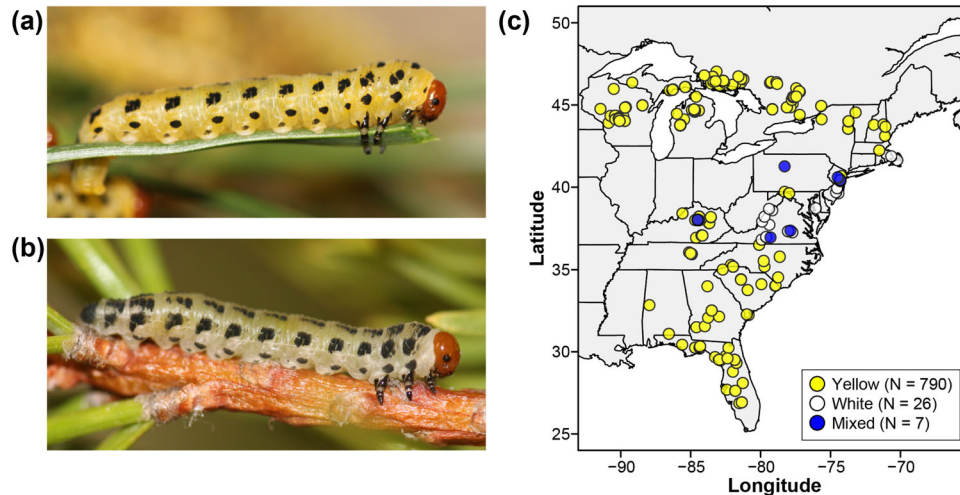 (a)
(b)
(c)
50
45
40
35
30
25
Latitude
−90
−85
−80
−75
−70
Longitude
Yellow (N = 790)
White (N = 26)
Mixed (N = 7)